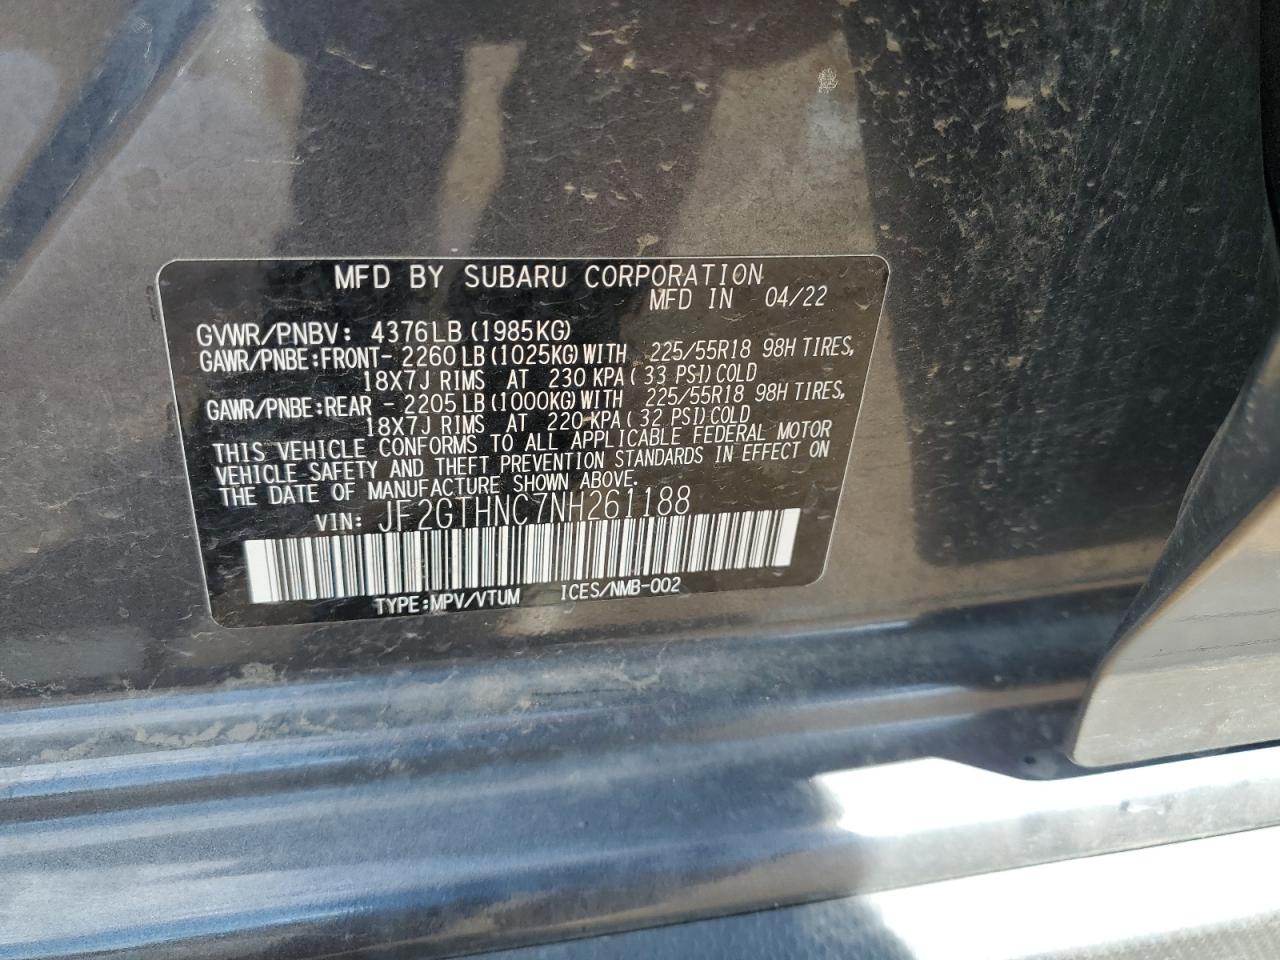 MFD BY SUBARU CORPORATION
MFD IN 04/22
GVWR/PNBV: 4376LB (1985KG)
GAWR/PNBE:FRONT- 2260LB (1025KG) WITH 225/55R18 98H TIRES,
18X7J RIMS AT 230 KPA ( 33 PSI) COLD
GAWR/PNBE:REAR - 2205LB (1000KG) WITH 225/55R18 98H TIRES,
18X7J RIMS AT 220 KPA ( 32 PSI) COLD
THIS VEHICLE CONFORMS TO ALL APPLICABLE FEDERAL MOTOR
VEHICLE SAFETY AND THEFT PREVENTION STANDARDS IN EFFECT ON
THE DATE OF MANUFACTURE SHOWN ABOVE.
VIN: JF2GTHNC7NH261188
TYPE:MPV/VTUM ICES/NMB-002